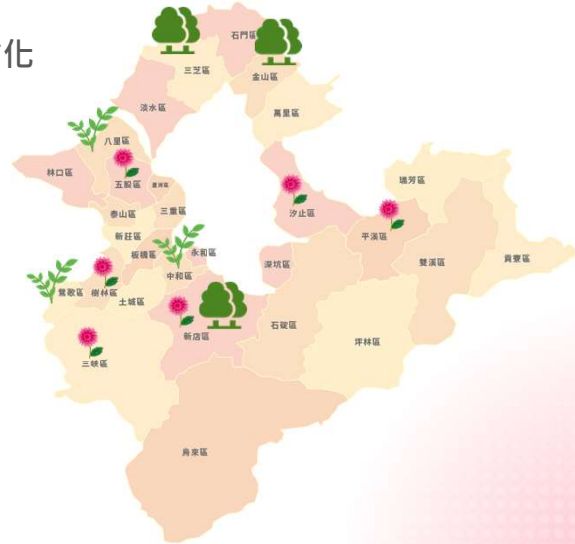 化
石門區
三芝區
金山區
淡水區
萬里區
八里區
林口區
五股區
蘆洲區
瑞芳區
泰山區
三重區
汐止區
新莊區
平溪區
板橋區
永和區
雙溪區
貢寮區
中和區
深坑區
鶯歌區
樹林區
土城區
石碇區
新店區
坪林區
三峽區
烏來區